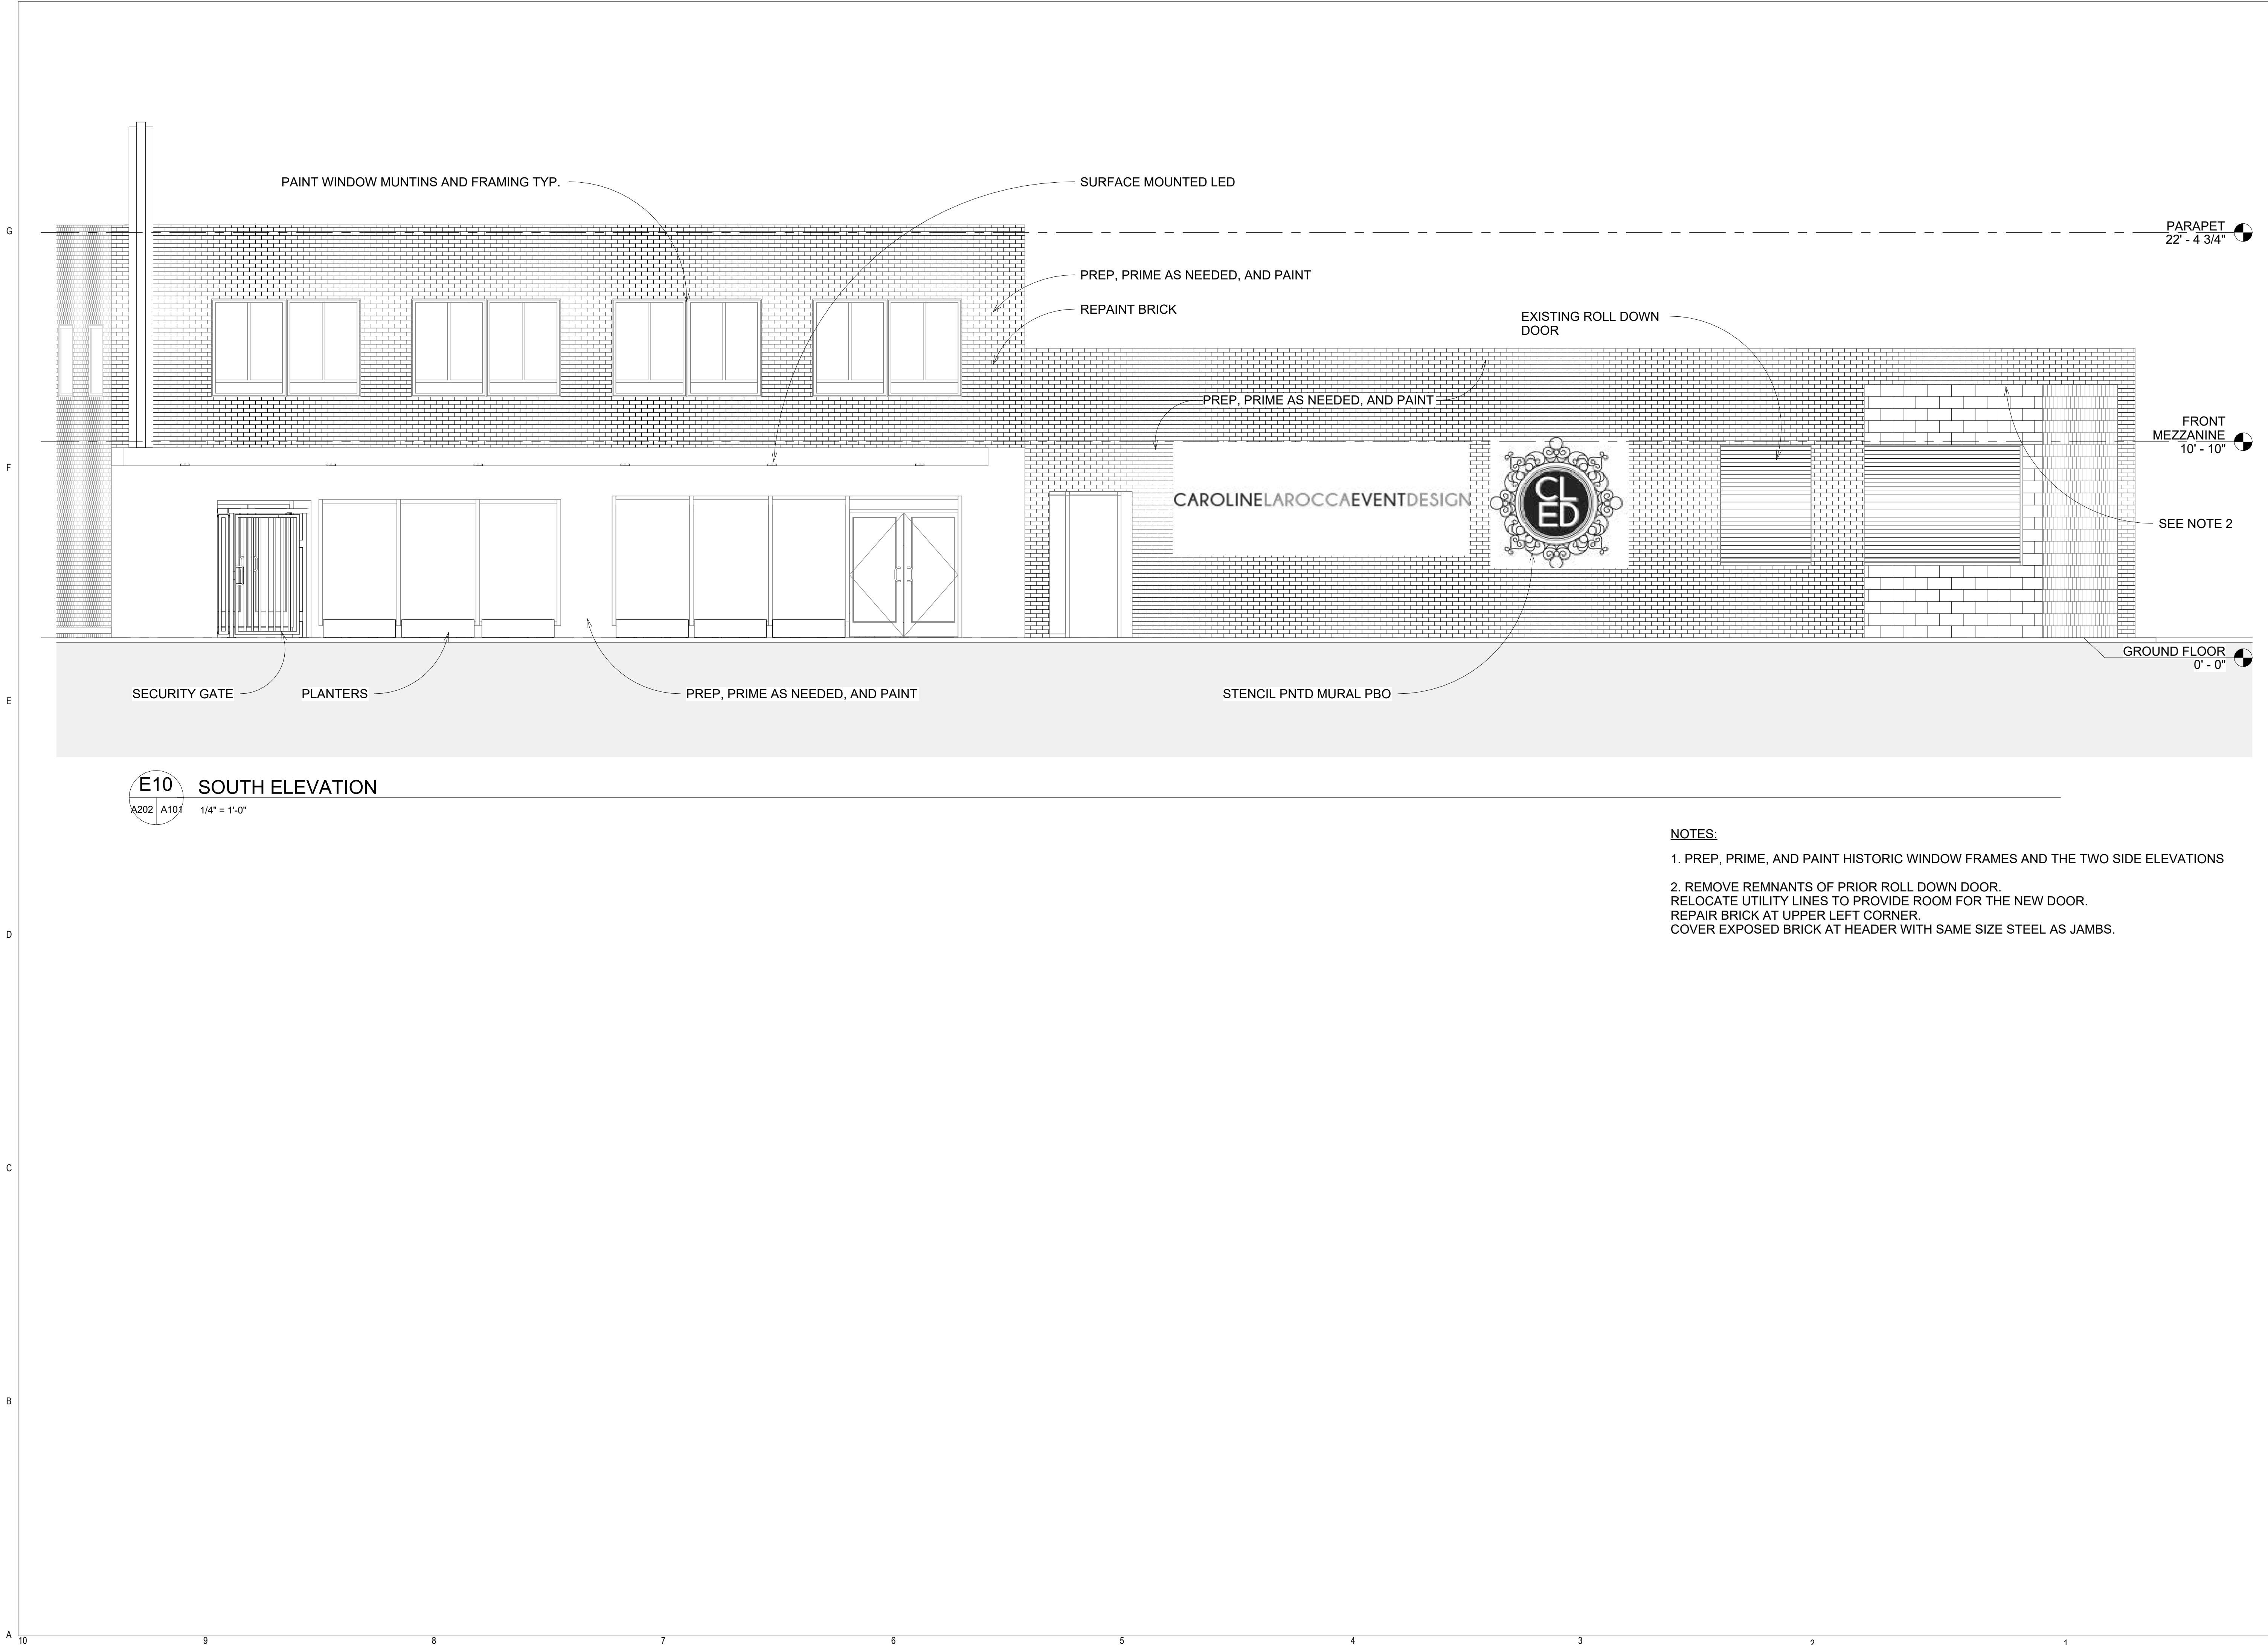 PAINT WINDOW MUNTINS AND FRAMING TYP.
SURFACE MOUNTED LED
G
PARAPET
22' - 4 3/4"
PREP, PRIME AS NEEDED, AND PAINT
REPAINT BRICK
EXISTING ROLL DOWN
DOOR
PREP, PRIME AS NEEDED, AND PAINT
FRONT
MEZZANINE
10' - 10"
F
CAROLINELAROCCAEVENTDESIGN
CL
ED
SEE NOTE 2
GROUND FLOOR
0' - 0"
SECURITY GATE
PLANTERS
PREP, PRIME AS NEEDED, AND PAINT
STENCIL PNTD MURAL PBO
E
E10
SOUTH ELEVATION
A202
A101
1/4" = 1'-0"
NOTES:
1. PREP, PRIME, AND PAINT HISTORIC WINDOW FRAMES AND THE TWO SIDE ELEVATIONS
2. REMOVE REMNANTS OF PRIOR ROLL DOWN DOOR.
RELOCATE UTILITY LINES TO PROVIDE ROOM FOR THE NEW DOOR.
REPAIR BRICK AT UPPER LEFT CORNER.
COVER EXPOSED BRICK AT HEADER WITH SAME SIZE STEEL AS JAMBS.
D
C
B
A
10
9
8
7
6
5
4
3
2
1